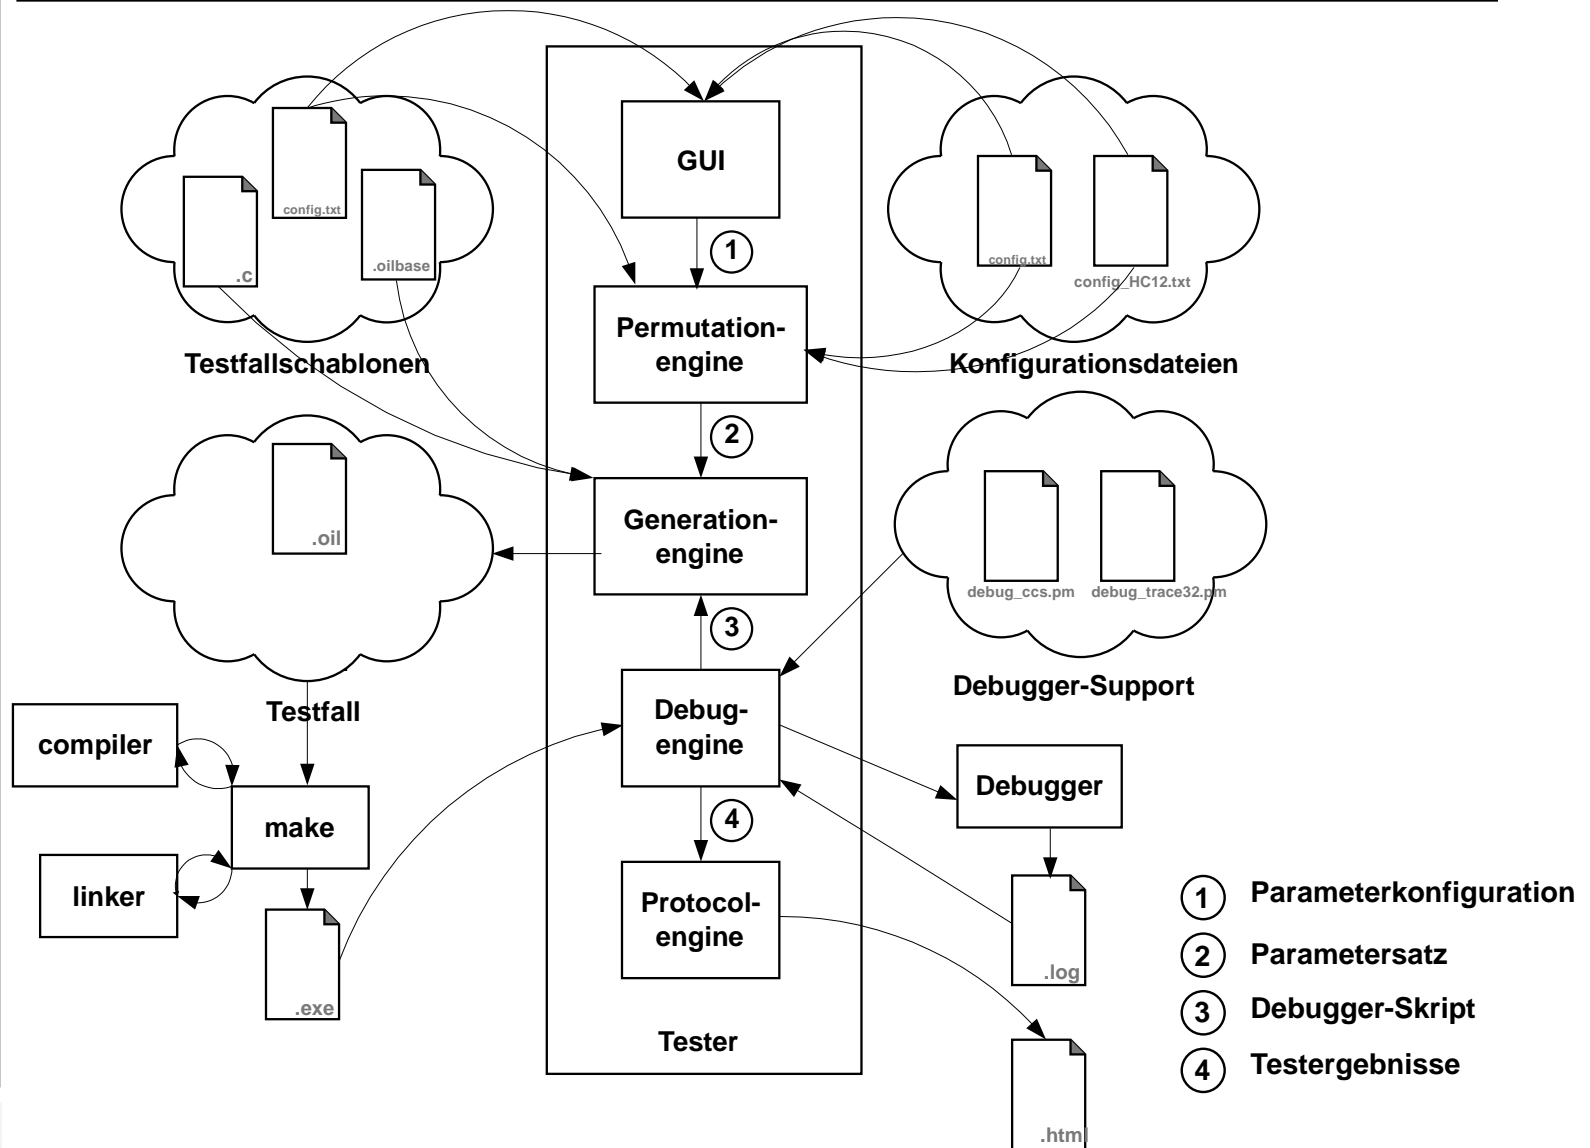 GUI
config.txt
.c
.oilbase
config.txt
config_HC12.txt
1
Permutation-
engine
Testfallschablonen
Konfigurationsdateien
2
.oil
Generation-
engine
debug_ccs.pm
debug_trace32.pm
3
Debugger-Support
Testfall
Debug-
engine
compiler
make
Debugger
4
linker
Protocol-
engine
.exe
.log
Tester
.html
1 Parameterkonfiguration
2 Parametersatz
3 Debugger-Skript
4 Testergebnisse